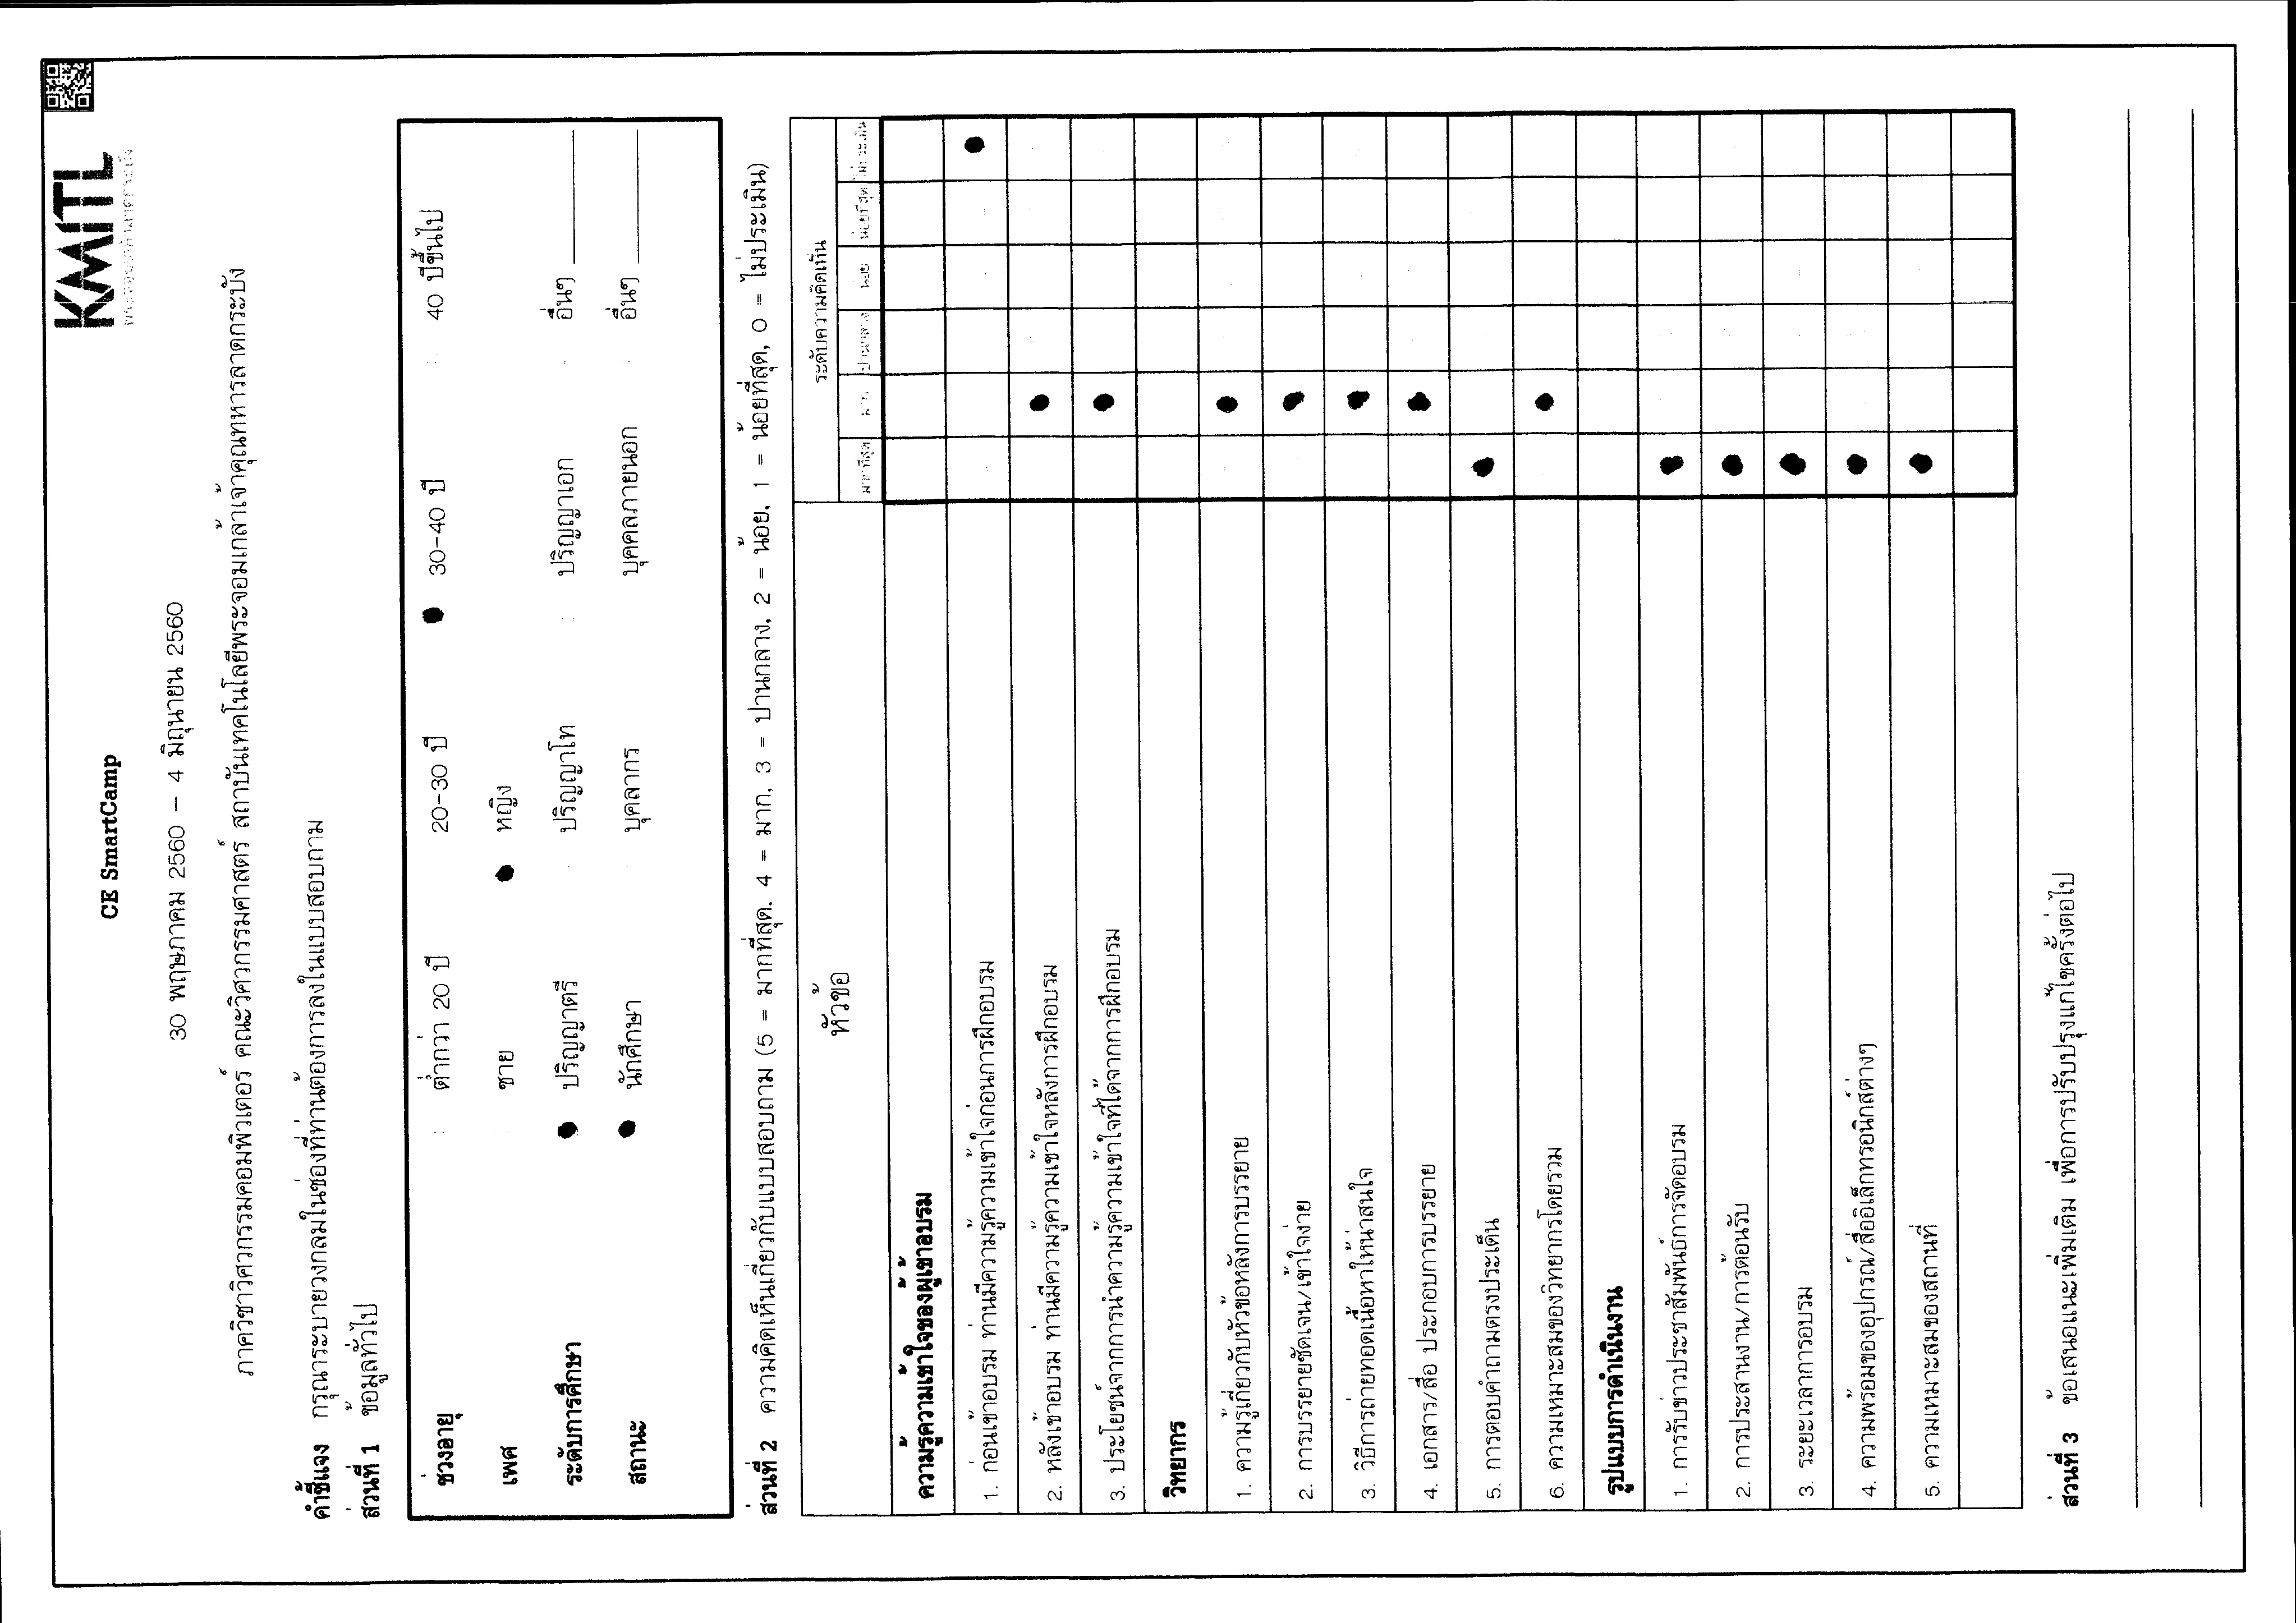 KMITL
CE SmartCamp
30 พฤษภาคม 2560 – 4 มิถุนายน 2560
ภาควิชาวิศวกรรมคอมพิวเตอร์ คณะวิศวกรรมศาสตร์ สถาบันเทคโนโลยีพระจอมเกล้าเจ้าคุณทหารลาดกระบัง
คำชี้แจง กรุณาระบายวงกลมในช่องที่ท่านต้องการลงในแบบสอบถาม
ส่วนที่ 1 ข้อมูลทั่วไป
ช่วงอายุ ต่ำกว่า 20 ปี 20-30 ปี 30-40 ปี 40 ปีขึ้นไป
เพศ ชาย หญิง
ระดับการศึกษา ปริญญาตรี ปริญญาโท ปริญญาเอก อื่นๆ
สถานะ นักศึกษา บุคลากร บุคคลภายนอก อื่นๆ
ส่วนที่ 2 ความคิดเห็นเกี่ยวกับแบบสอบถาม (5 = มากที่สุด, 4 = มาก, 3 = ปานกลาง, 2 = น้อย, 1 = น้อยที่สุด, 0 = ไม่ประเมิน)
หัวข้อ ระดับความคิดเห็น
มากที่สุด มาก ปานกลาง น้อย น้อยที่สุด ไม่ประเมิน
ความรู้ความเข้าใจของผู้เข้าอบรม
1. ก่อนเข้าอบรม ท่านมีความรู้ความเข้าใจก่อนการฝึกอบรม
2. หลังเข้าอบรม ท่านมีความรู้ความเข้าใจหลังการฝึกอบรม
3. ประโยชน์จากการนำความรู้ความเข้าใจที่ได้จากการฝึกอบรม
วิทยากร
1. ความรู้เกี่ยวกับหัวข้อหลังการบรรยาย
2. การบรรยายชัดเจน/เข้าใจง่าย
3. วิธีการถ่ายทอดเนื้อหาให้น่าสนใจ
4. เอกสาร/สื่อ ประกอบการบรรยาย
5. การตอบคำถามตรงประเด็น
6. ความเหมาะสมของวิทยากรโดยรวม
รูปแบบการดำเนินงาน
1. การรับข่าวประชาสัมพันธ์การจัดอบรม
2. การประสานงาน/การต้อนรับ
3. ระยะเวลาการอบรม
4. ความพร้อมของอุปกรณ์/สื่ออิเล็กทรอนิกส์ต่างๆ
5. ความเหมาะสมของสถานที่
ส่วนที่ 3 ข้อเสนอแนะเพิ่มเติม เพื่อการปรับปรุงแก้ไขครั้งต่อไป